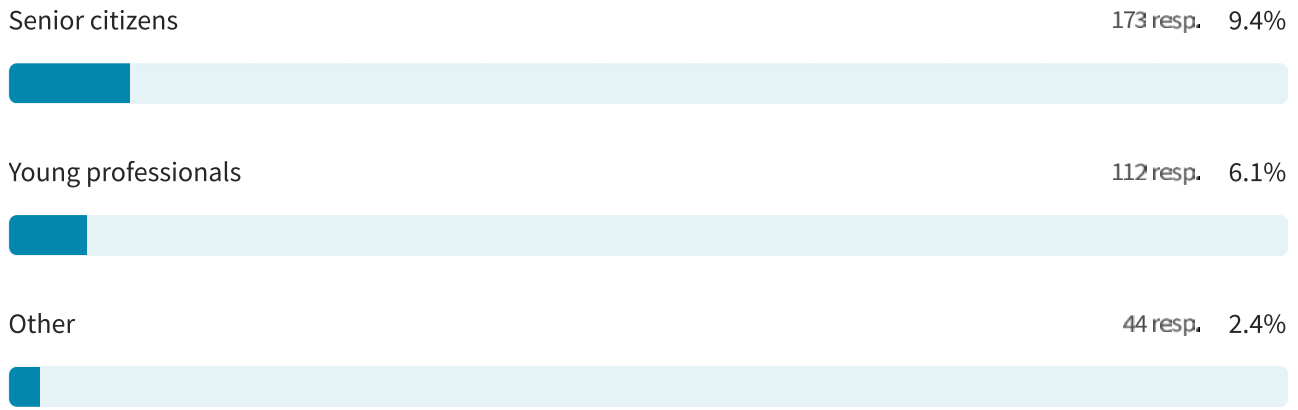 Senior citizens 173 resp. 9.4%
Young professionals 112 resp. 6.1%
Other 44 resp. 2.4%